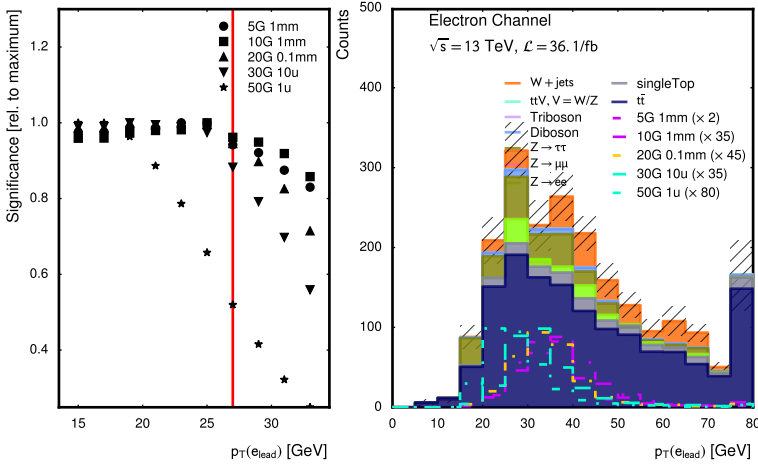 Significance [rel. to maximum]
1.2
1.0
0.8
0.6
0.4
15 20 25 30
pT(elead) [GeV]
5G 1mm
10G 1mm
20G 0.1mm
30G 10u
50G 1u
Counts
500
400
300
200
100
0
0 10 20 30 40 50 60 70 80
pT(elead) [GeV]
Electron Channel
√s = 13 TeV, ℒ = 36.1/fb
W + jets
ttV, V = W/Z
Triboson
Diboson
Z → ττ
Z → μμ
Z → ee
singleTop
tt̄
5G 1mm (× 2)
10G 1mm (× 35)
20G 0.1mm (× 45)
30G 10u (× 35)
50G 1u (× 80)